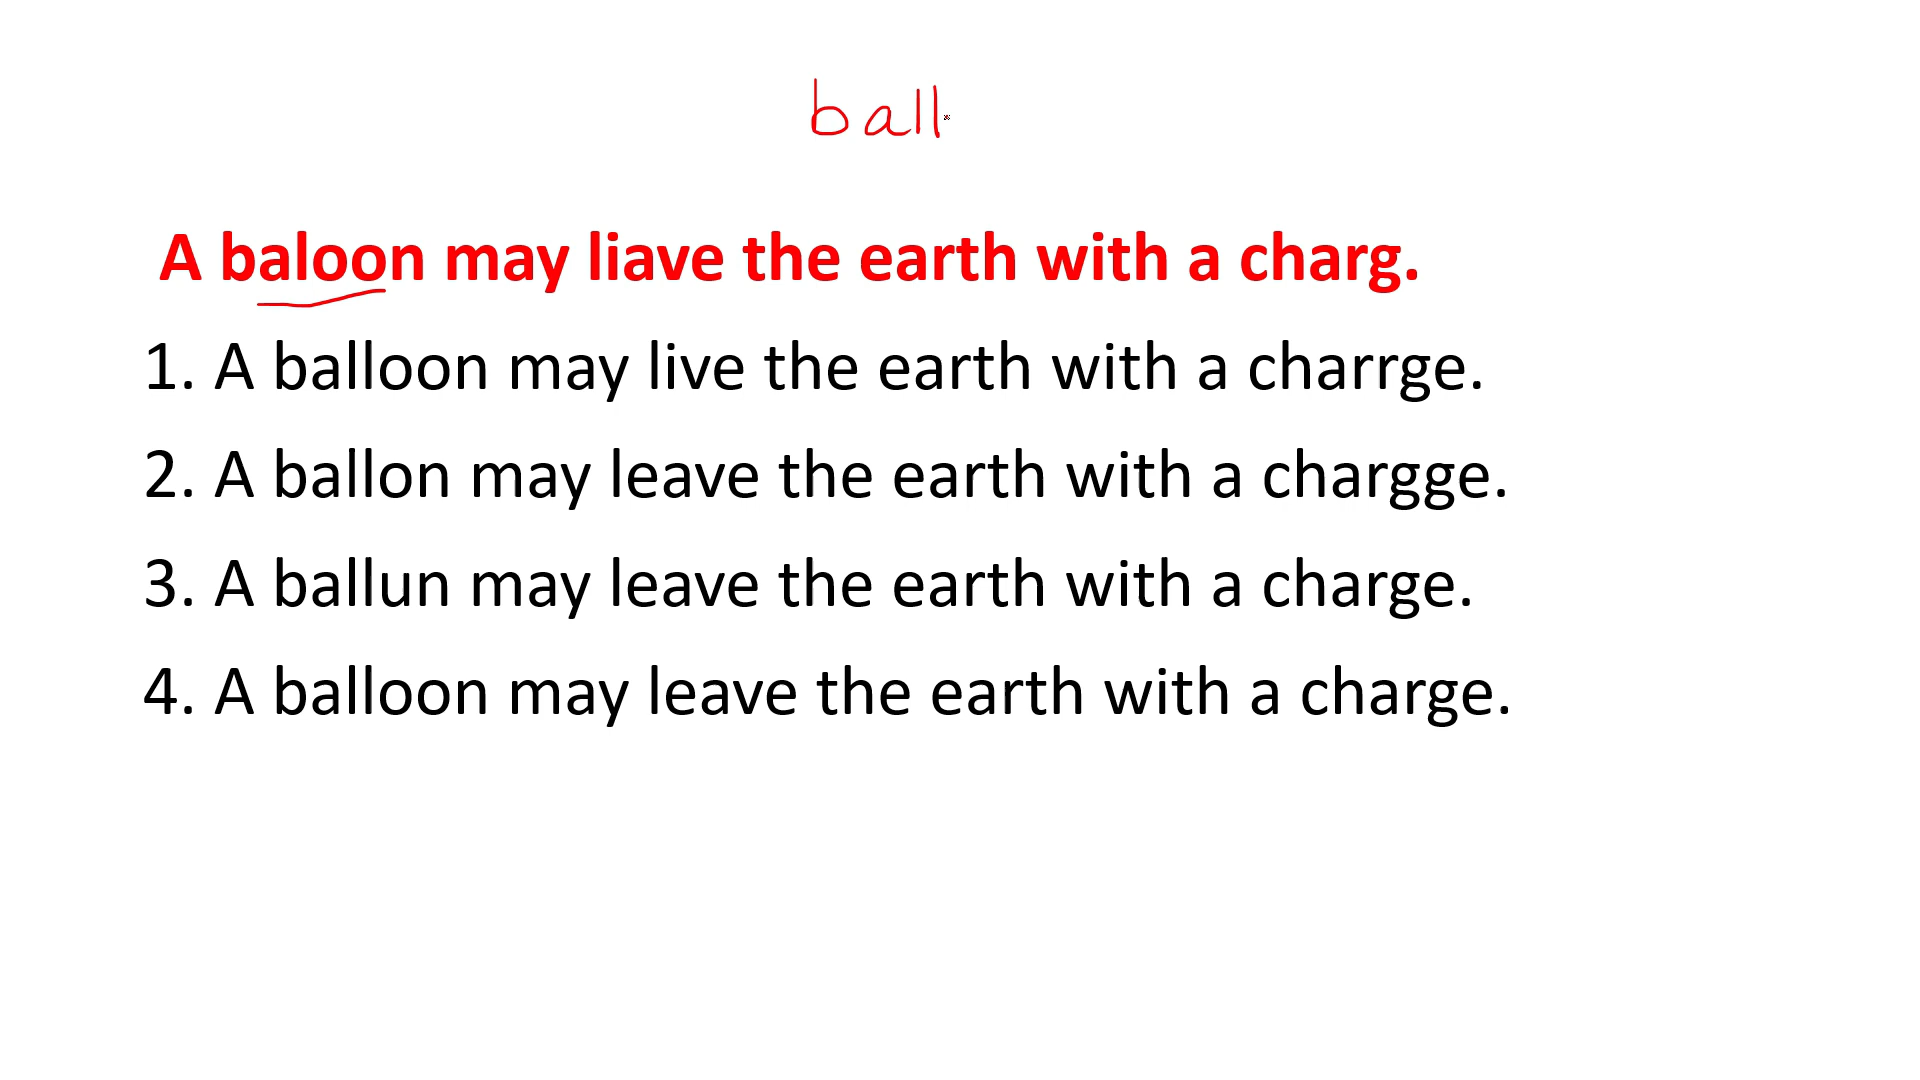 ball
A baloon may liave the earth with a charg.
1. A balloon may live the earth with a charrge.
2. A ballon may leave the earth with a chargge.
3. A ballun may leave the earth with a charge.
4. A balloon may leave the earth with a charge.